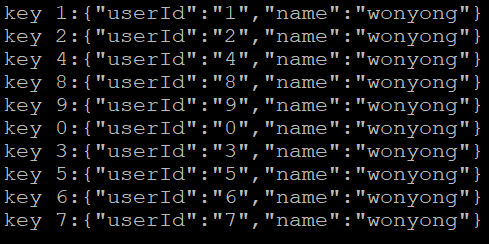 key 1:{"userId":"1","name":"wonyong"}
key 2:{"userId":"2","name":"wonyong"}
key 4:{"userId":"4","name":"wonyong"}
key 8:{"userId":"8","name":"wonyong"}
key 9:{"userId":"9","name":"wonyong"}
key 0:{"userId":"0","name":"wonyong"}
key 3:{"userId":"3","name":"wonyong"}
key 5:{"userId":"5","name":"wonyong"}
key 6:{"userId":"6","name":"wonyong"}
key 7:{"userId":"7","name":"wonyong"}